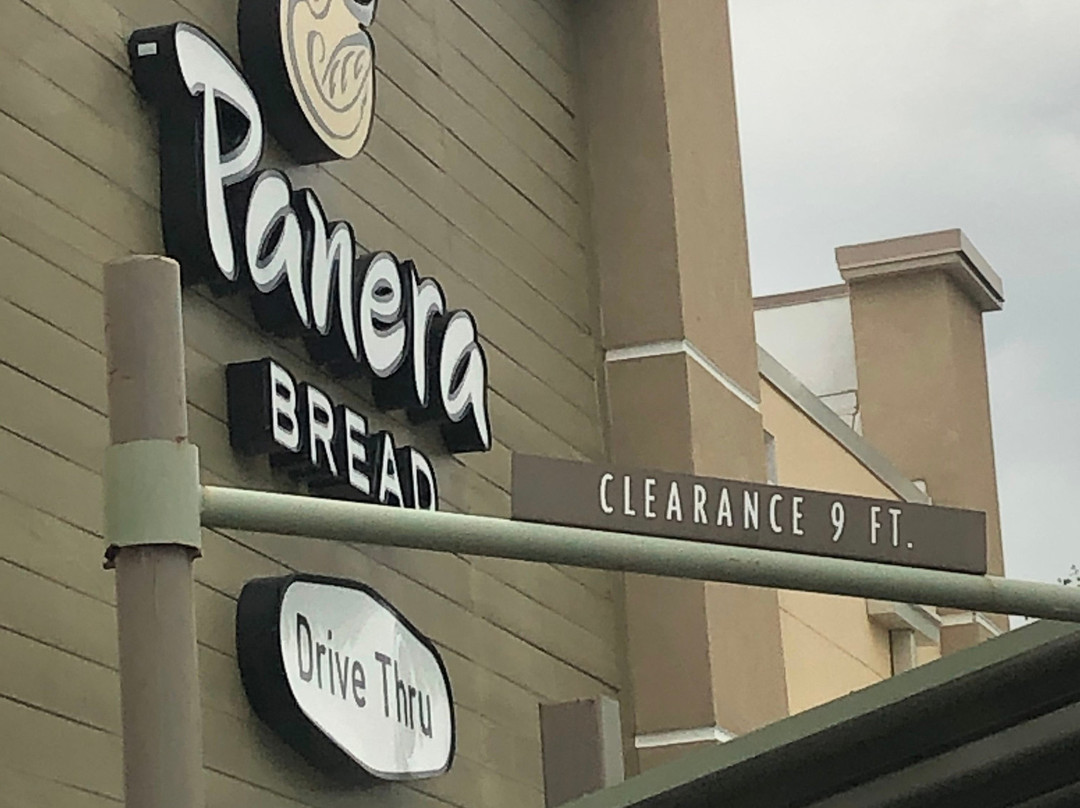 Panera
BREAD
CLEARANCE 9 FT.
Drive Thru